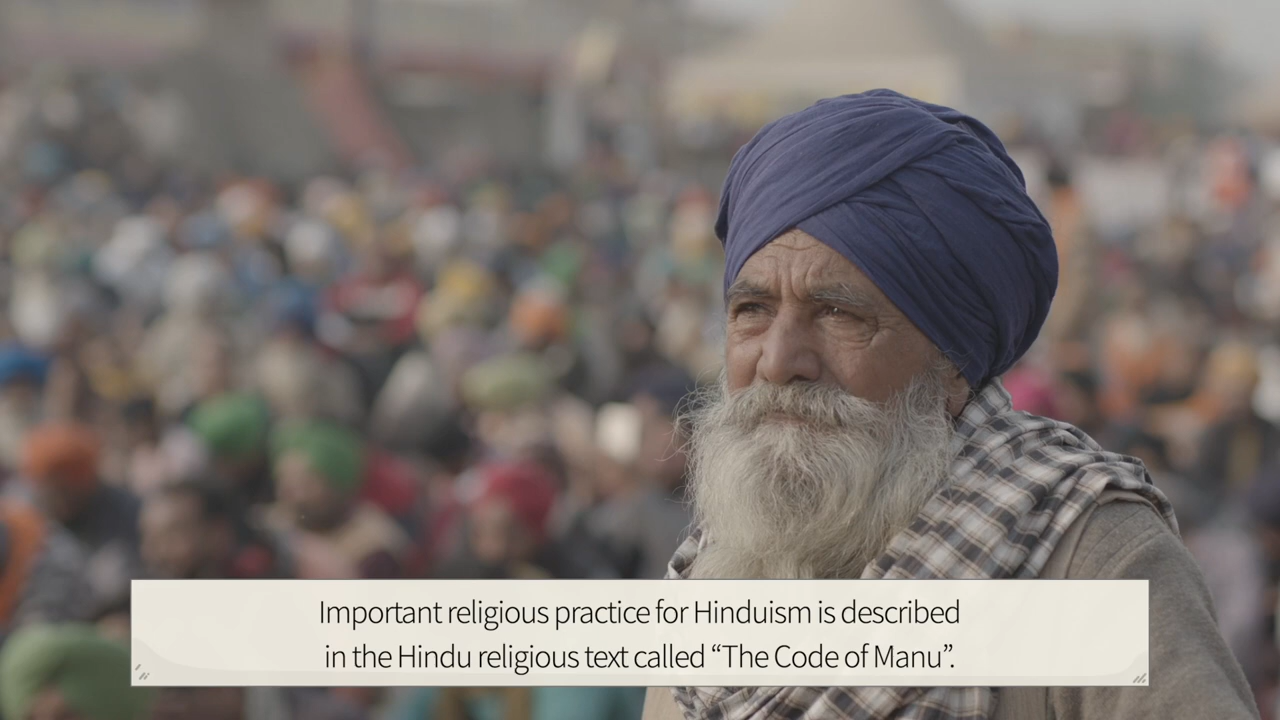 Important religious practice for Hinduism is described
in the Hindu religious text called “The Code of Manu”.